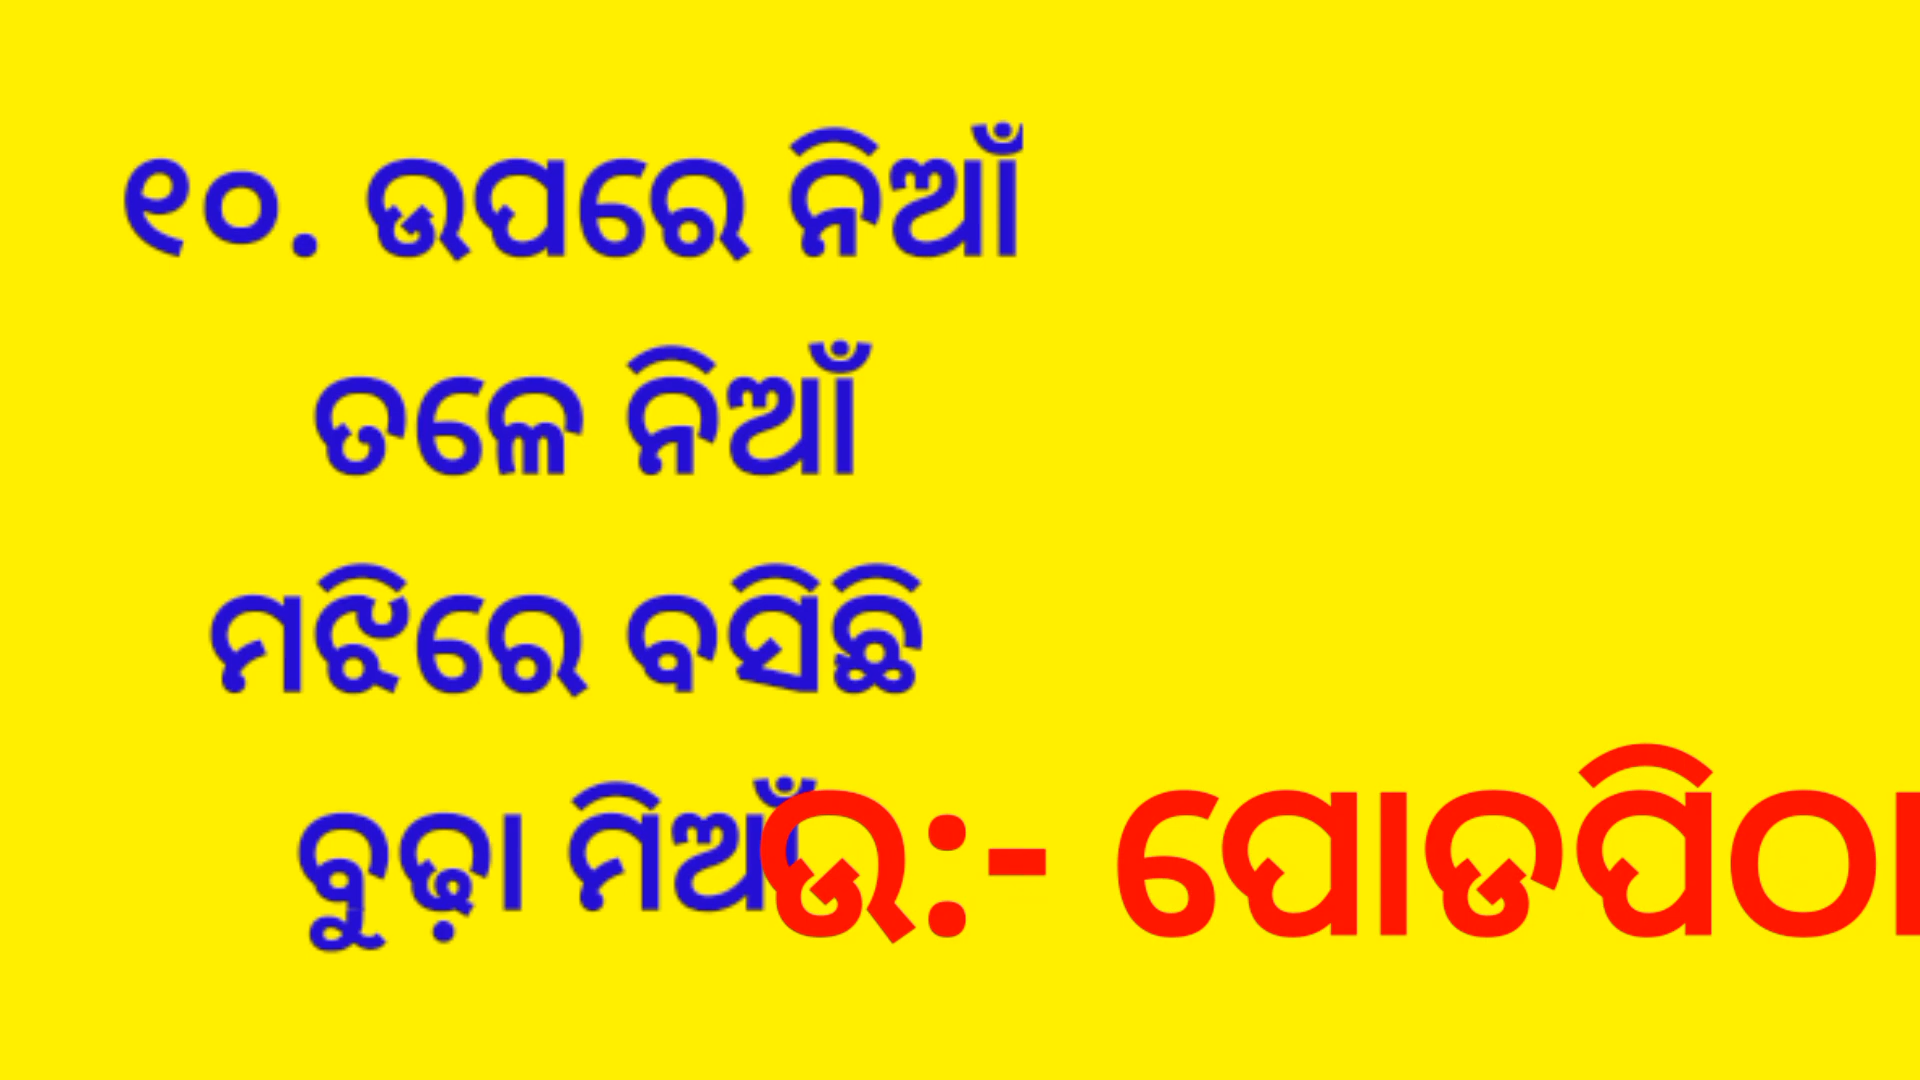 ୧୦. ଉପରେ ନିଆଁ
ତଳେ ନିଆଁ
ମଝିରେ ବସିଛି
ବୁଢ଼ା ମିଆଁ
ଉ:- ପୋଡପିଠା